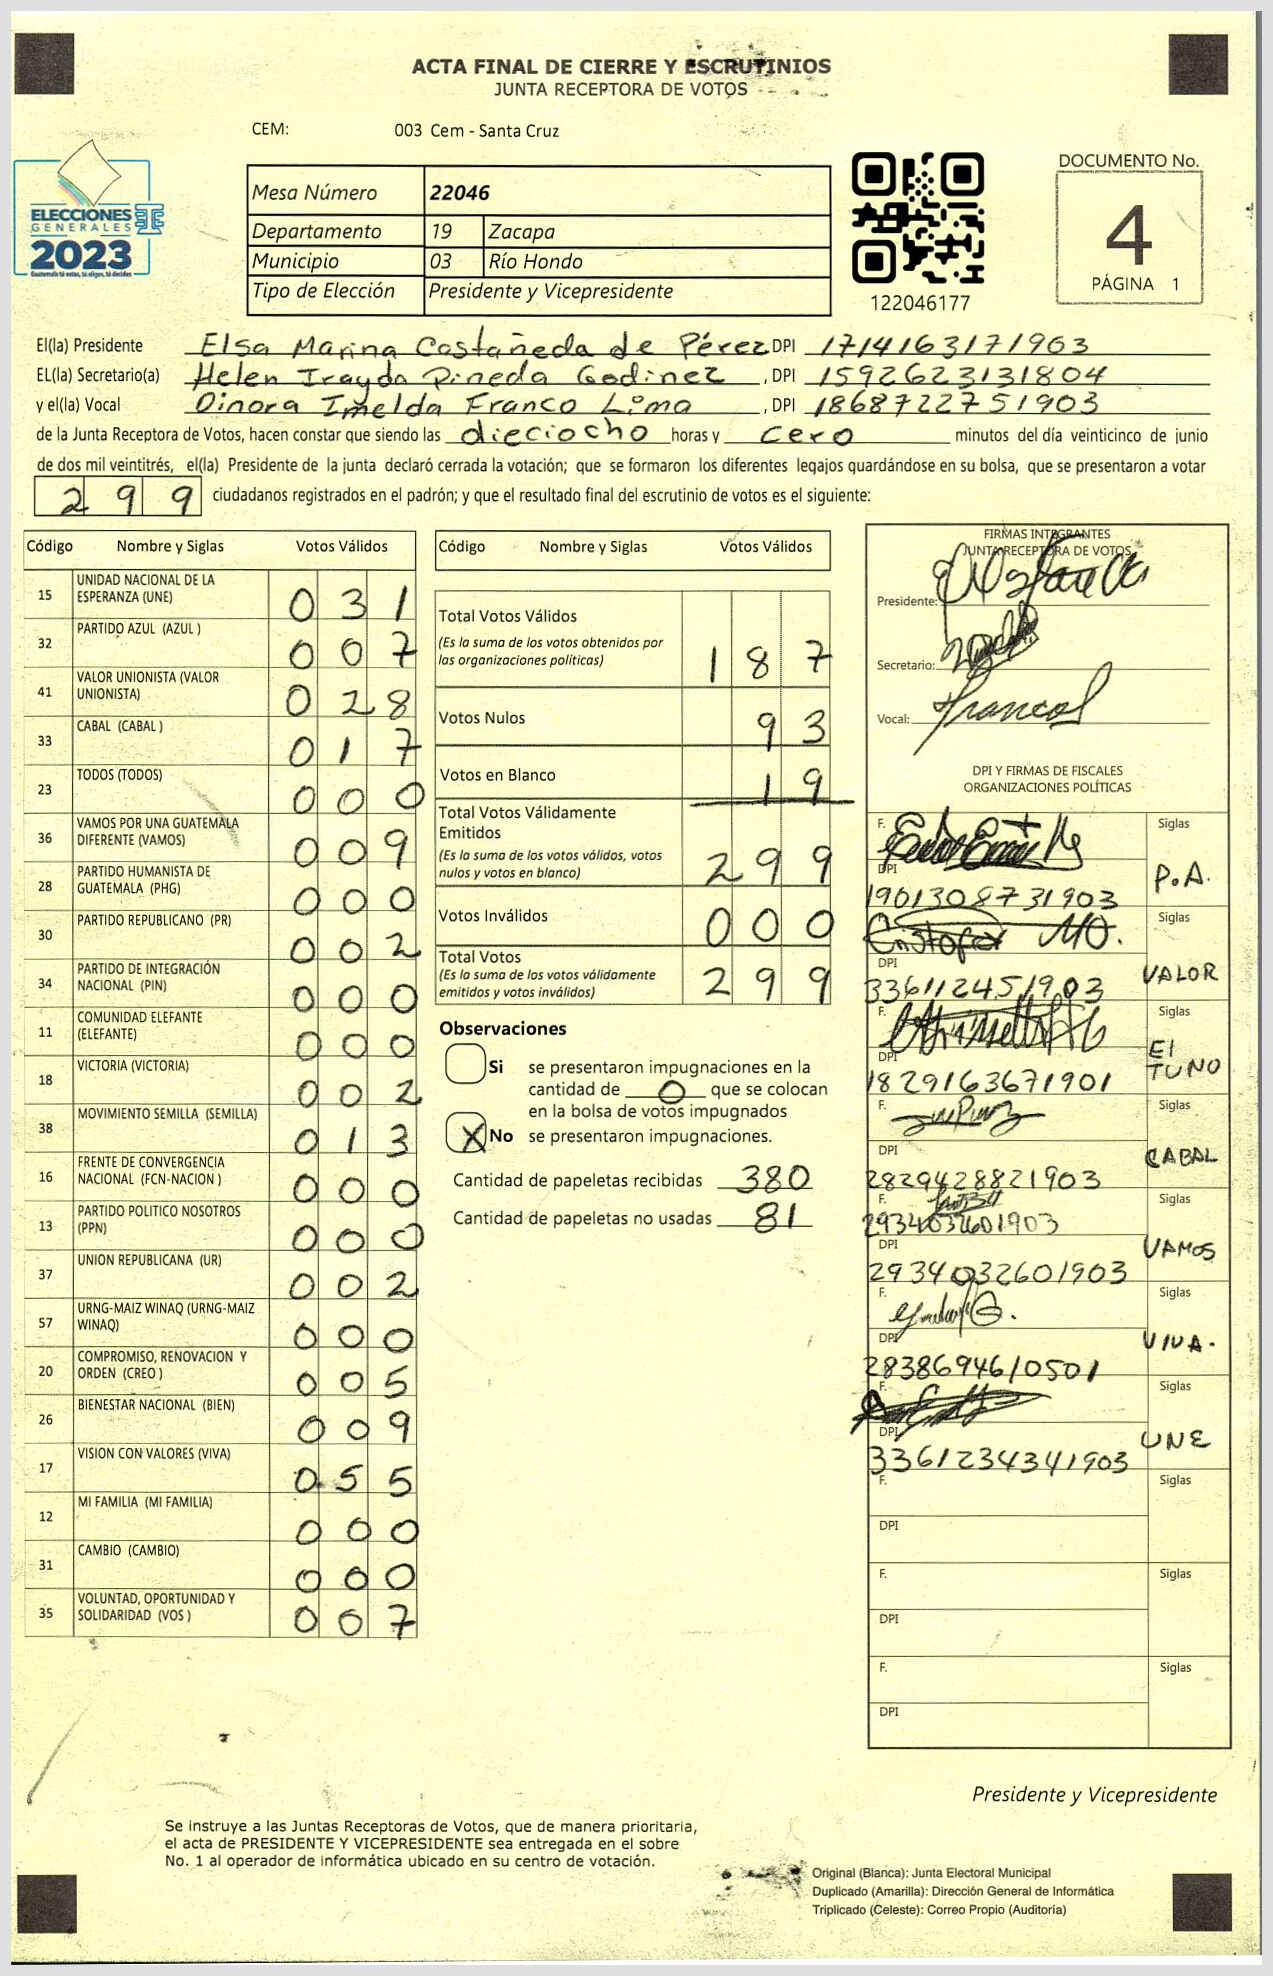 ACTA FINAL DE CIERRE Y ESCRUTINIOS
JUNTA RECEPTORA DE VOTOS
CEM: 003 Cem - Santa Cruz
ELECCIONES
GENERALES
2023
Guatemala tú votas, tú eliges, tú decides
Mesa Número 22046
Departamento 19 Zacapa
Municipio 03 Río Hondo
Tipo de Elección Presidente y Vicepresidente
122046177
DOCUMENTO No.
4
PÁGINA 1
El(la) Presidente Elsa Marina Castañeda de Pérez DPI 1714163171903
EL(la) Secretario(a) Helen Irayda Pineda Godinez , DPI 1592623131804
y el(la) Vocal Dinora Imelda Franco Lima , DPI 1868722751903
de la Junta Receptora de Votos, hacen constar que siendo las dieciocho horas y cero minutos del día veinticinco de junio
de dos mil veintitrés, el(la) Presidente de la junta declaró cerrada la votación; que se formaron los diferentes legajos guardándose en su bolsa, que se presentaron a votar
299 ciudadanos registrados en el padrón; y que el resultado final del escrutinio de votos es el siguiente:
Código Nombre y Siglas Votos Válidos
15 UNIDAD NACIONAL DE LA ESPERANZA (UNE) 031
32 PARTIDO AZUL (AZUL ) 007
41 VALOR UNIONISTA (VALOR UNIONISTA) 028
33 CABAL (CABAL ) 017
23 TODOS (TODOS) 000
36 VAMOS POR UNA GUATEMALA DIFERENTE (VAMOS) 009
28 PARTIDO HUMANISTA DE GUATEMALA (PHG) 000
30 PARTIDO REPUBLICANO (PR) 002
34 PARTIDO DE INTEGRACIÓN NACIONAL (PIN) 000
11 COMUNIDAD ELEFANTE (ELEFANTE) 000
18 VICTORIA (VICTORIA) 002
38 MOVIMIENTO SEMILLA (SEMILLA) 013
16 FRENTE DE CONVERGENCIA NACIONAL (FCN-NACION ) 000
13 PARTIDO POLITICO NOSOTROS (PPN) 000
37 UNION REPUBLICANA (UR) 002
57 URNG-MAIZ WINAQ (URNG-MAIZ WINAQ) 000
20 COMPROMISO, RENOVACION Y ORDEN (CREO ) 005
26 BIENESTAR NACIONAL (BIEN) 009
17 VISION CON VALORES (VIVA) 055
12 MI FAMILIA (MI FAMILIA) 000
31 CAMBIO (CAMBIO) 000
35 VOLUNTAD, OPORTUNIDAD Y SOLIDARIDAD (VOS ) 007
Código Nombre y Siglas Votos Válidos
Total Votos Válidos
(Es la suma de los votos obtenidos por
las organizaciones políticas) 187
Votos Nulos 93
Votos en Blanco 19
Total Votos Válidamente
Emitidos
(Es la suma de los votos válidos, votos
nulos y votos en blanco) 299
Votos Inválidos 000
Total Votos
(Es la suma de los votos válidamente
emitidos y votos inválidos) 299
Observaciones
Si se presentaron impugnaciones en la
cantidad de 0 que se colocan
en la bolsa de votos impugnados
X No se presentaron impugnaciones.
Cantidad de papeletas recibidas 380
Cantidad de papeletas no usadas 81
FIRMAS INTEGRANTES
JUNTA RECEPTORA DE VOTOS
Presidente:
Secretario:
Vocal: Franco
DPI Y FIRMAS DE FISCALES
ORGANIZACIONES POLÍTICAS
F. Siglas
DPI 1901308731903 P.A.
F. Siglas
DPI 336112451903 VALOR
F. Siglas
DPI 1829163671901 El TUNO
F. Siglas
DPI 2829428821903 CABAL
F. Siglas
2934032601903
DPI 2934032601903 VAMOS
F. Siglas
DPI 2838694610501 VIVA.
F. Siglas
DPI 3361234341903 UNE
F. Siglas
DPI
F. Siglas
DPI
F. Siglas
DPI
Presidente y Vicepresidente
Se instruye a las Juntas Receptoras de Votos, que de manera prioritaria,
el acta de PRESIDENTE Y VICEPRESIDENTE sea entregada en el sobre
No. 1 al operador de informática ubicado en su centro de votación.
Original (Blanca): Junta Electoral Municipal
Duplicado (Amarilla): Dirección General de Informática
Triplicado (Celeste): Correo Propio (Auditoría)